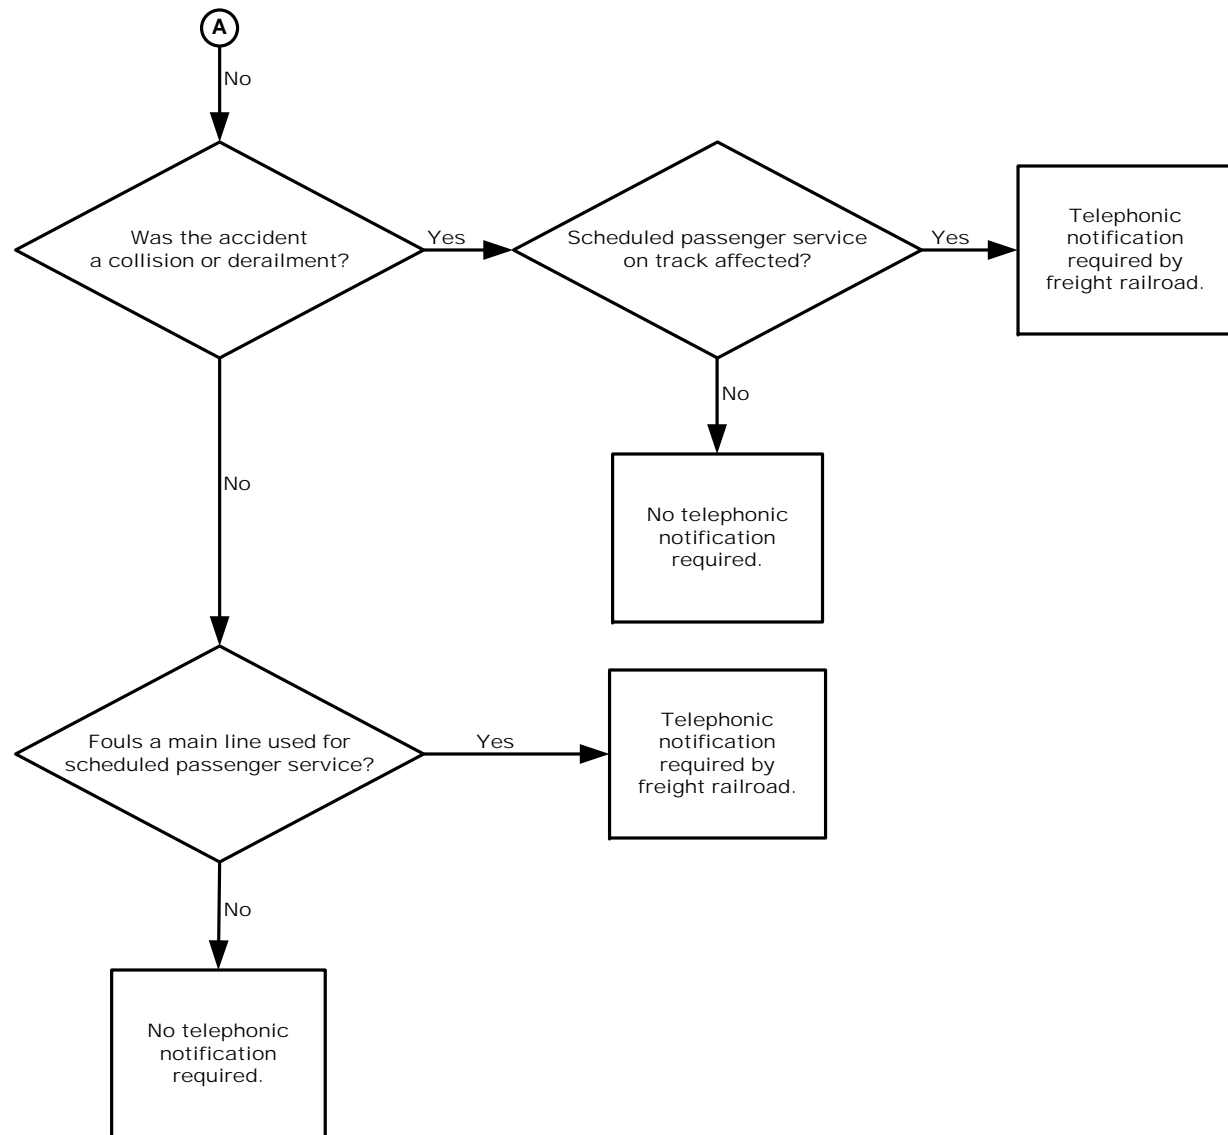 A
No
Was the accident
a collision or derailment?
Yes
Scheduled passenger service
on track affected?
Yes
Telephonic
notification
required by
freight railroad.
No
No telephonic
notification
required.
No
Fouls a main line used for
scheduled passenger service?
Yes
Telephonic
notification
required by
freight railroad.
No
No telephonic
notification
required.